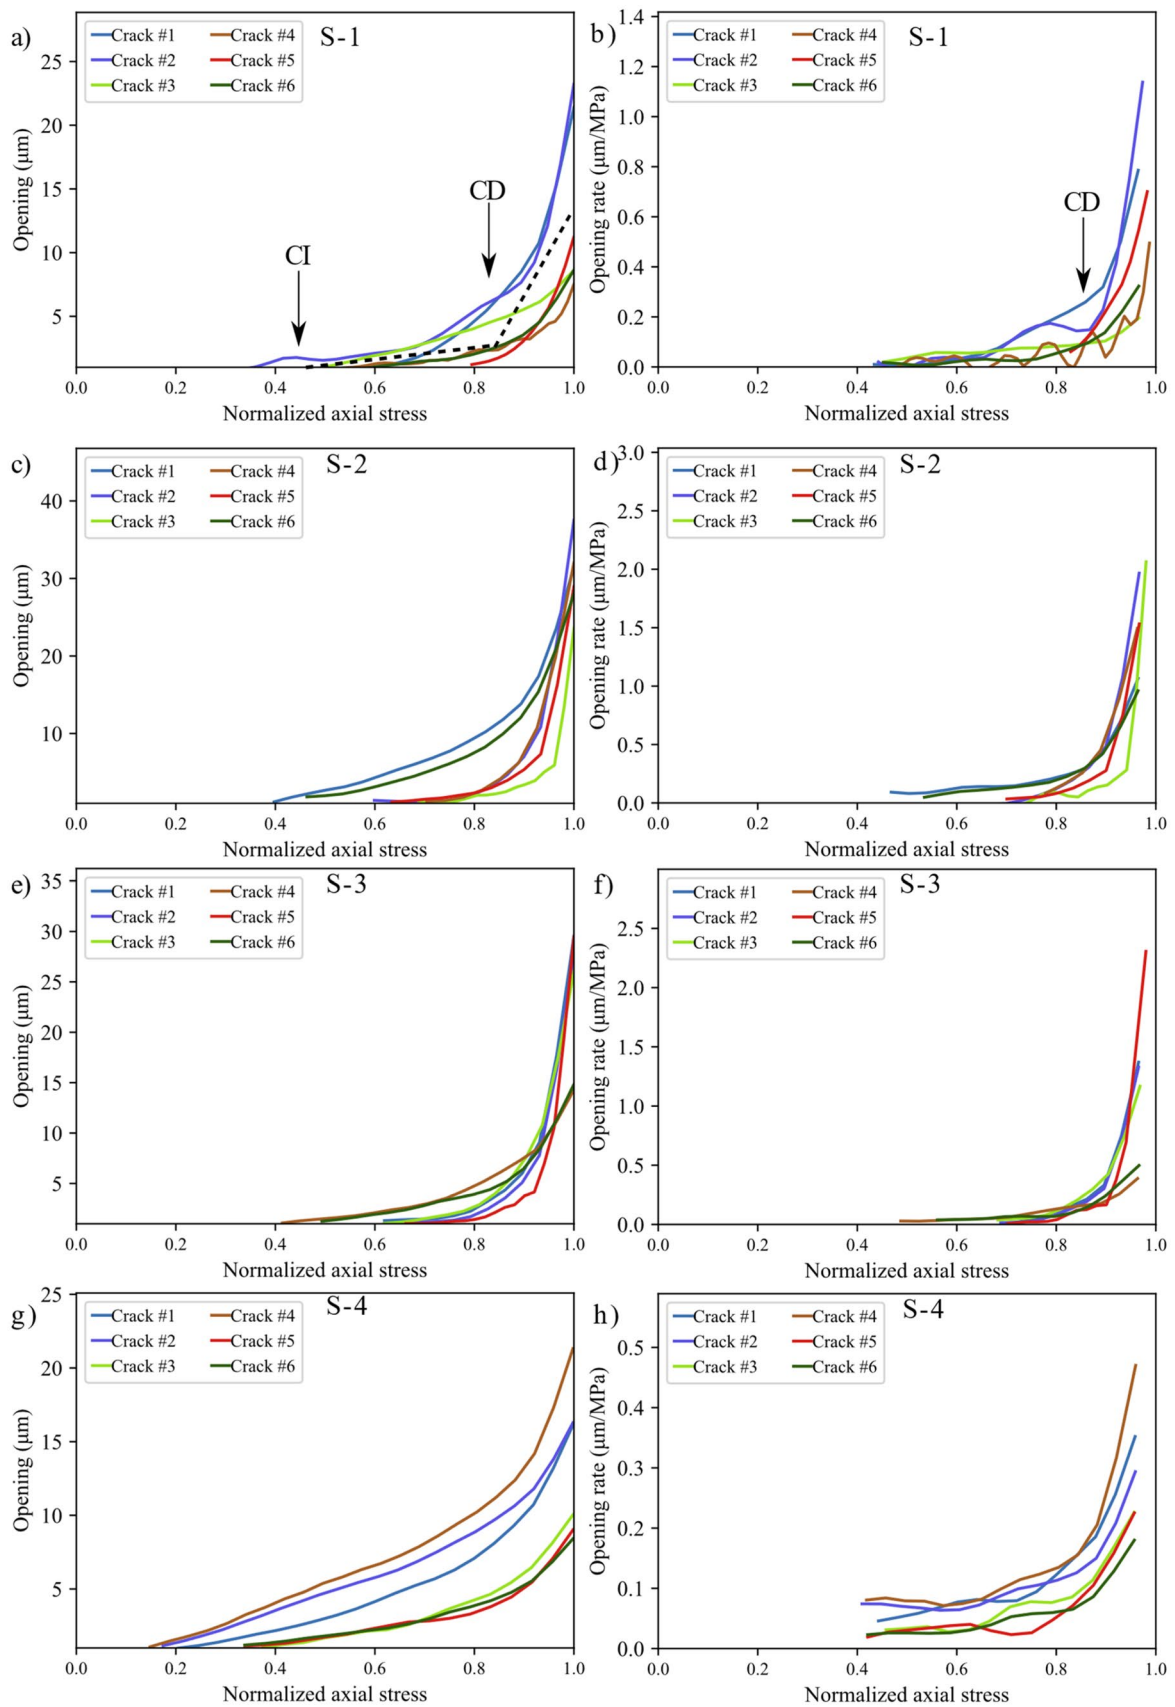 a)
S-1
Crack #1
Crack #4
Crack #2
Crack #5
Crack #3
Crack #6
25
20
15
10
5
Opening (μm)
CI
CD
0.0 0.2 0.4 0.6 0.8 1.0
Normalized axial stress
b)
S-1
Crack #1
Crack #4
Crack #2
Crack #5
Crack #3
Crack #6
1.4
1.2
1.0
0.8
0.6
0.4
0.2
0.0
Opening rate (μm/MPa)
CD
0.0 0.2 0.4 0.6 0.8 1.0
Normalized axial stress
c)
S-2
Crack #1
Crack #4
Crack #2
Crack #5
Crack #3
Crack #6
40
30
20
10
Opening (μm)
0.0 0.2 0.4 0.6 0.8 1.0
Normalized axial stress
d)
S-2
Crack #1
Crack #4
Crack #2
Crack #5
Crack #3
Crack #6
3.0
2.5
2.0
1.5
1.0
0.5
0.0
Opening rate (μm/MPa)
0.0 0.2 0.4 0.6 0.8 1.0
Normalized axial stress
e)
S-3
Crack #1
Crack #4
Crack #2
Crack #5
Crack #3
Crack #6
35
30
25
20
15
10
5
Opening (μm)
0.0 0.2 0.4 0.6 0.8 1.0
Normalized axial stress
f)
S-3
Crack #1
Crack #4
Crack #2
Crack #5
Crack #3
Crack #6
2.5
2.0
1.5
1.0
0.5
0.0
Opening rate (μm/MPa)
0.0 0.2 0.4 0.6 0.8 1.0
Normalized axial stress
g)
S-4
Crack #1
Crack #4
Crack #2
Crack #5
Crack #3
Crack #6
25
20
15
10
5
Opening (μm)
0.0 0.2 0.4 0.6 0.8 1.0
Normalized axial stress
h)
S-4
Crack #1
Crack #4
Crack #2
Crack #5
Crack #3
Crack #6
0.5
0.4
0.3
0.2
0.1
0.0
Opening rate (μm/MPa)
0.0 0.2 0.4 0.6 0.8 1.0
Normalized axial stress